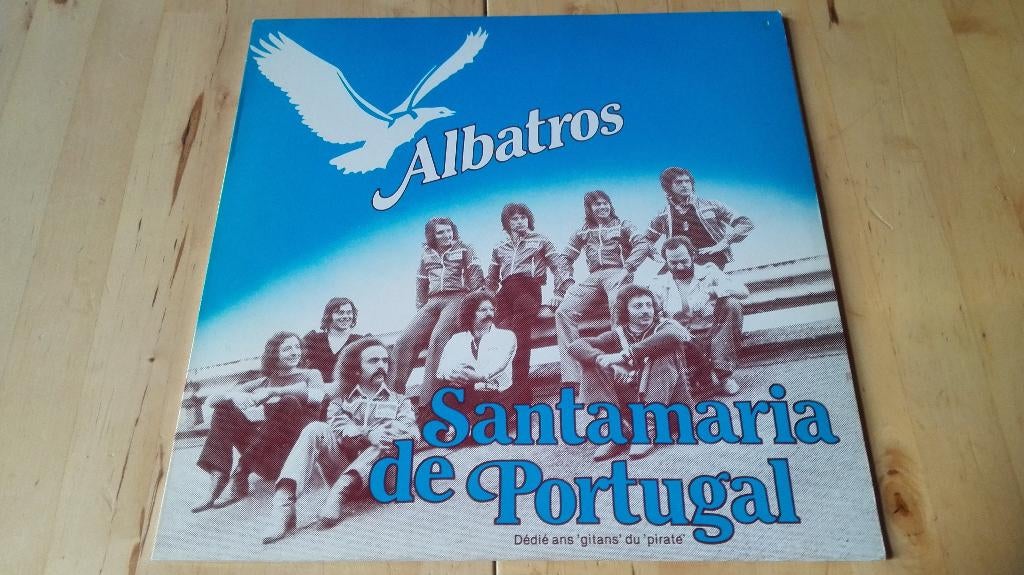 Albatros
Santamaria
de Portugal
Dédié ans 'gitans' du 'pirate'